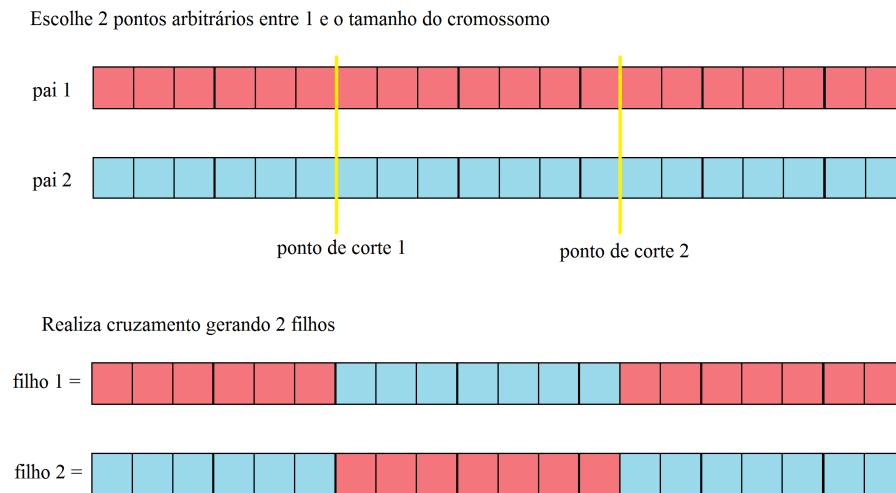 Escolhe 2 pontos arbitrários entre 1 e o tamanho do cromossomo
pai 1
pai 2
ponto de corte 1
ponto de corte 2
Realiza cruzamento gerando 2 filhos
filho 1 =
filho 2 =